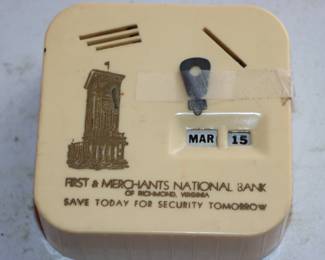 MAR 15
FIRST & MERCHANTS NATIONAL BANK
OF RICHMOND, VIRGINIA
SAVE TODAY FOR SECURITY TOMORROW